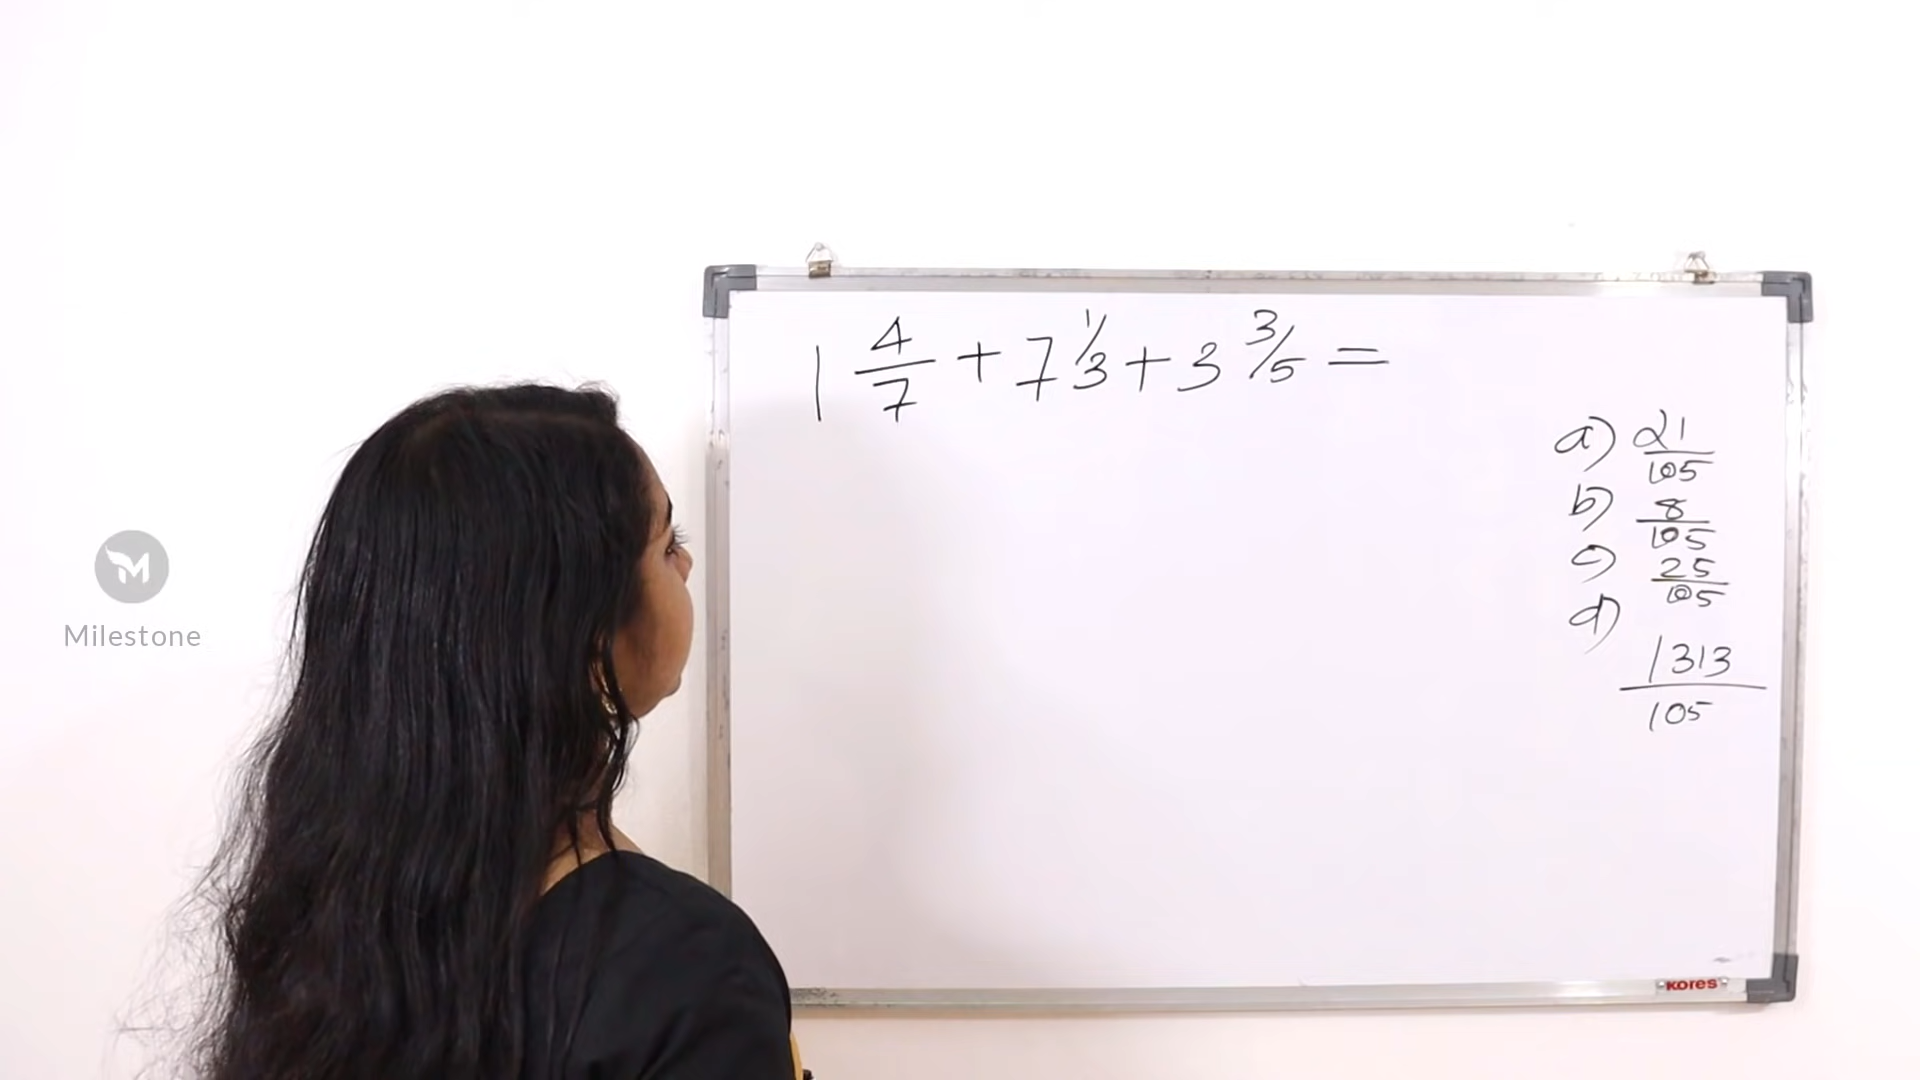 1 4/7 + 7 1/3 + 3 3/5 =
a) 21/105
b) 8/105
c) 25/105
d) 1313/105
Milestone
KORES